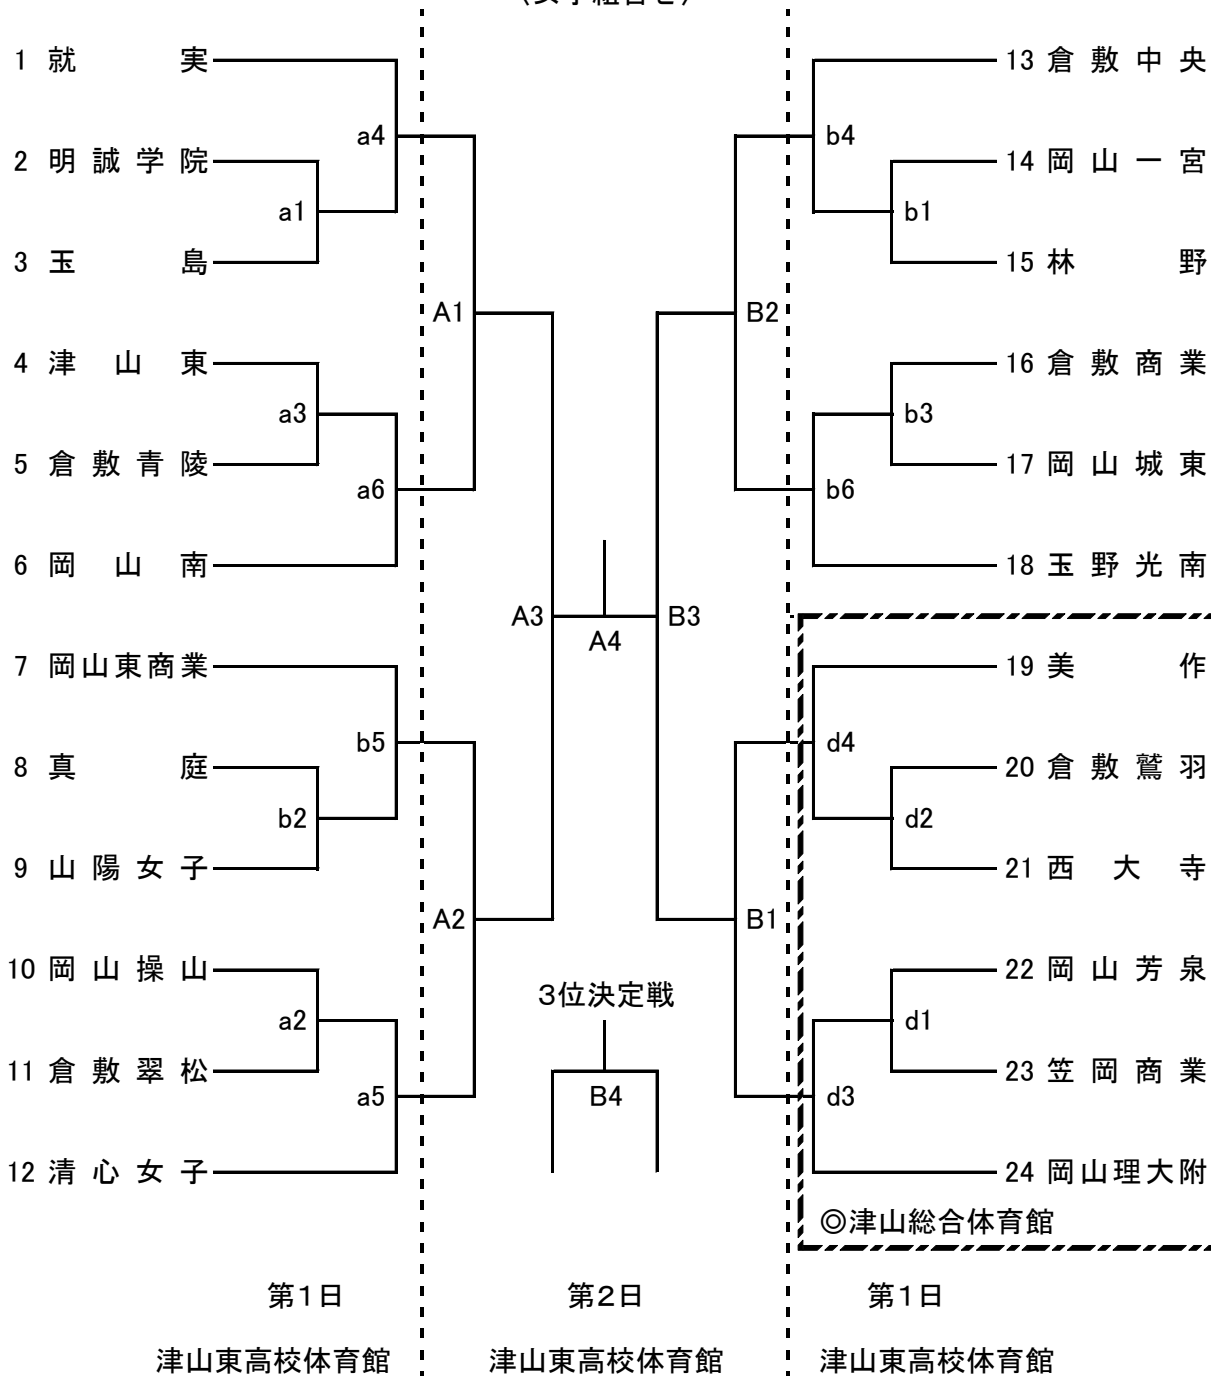 (女子組合せ)
1 就 実
a4
2 明誠学院
a1
3 玉 島
A1
4 津 山 東
a3
5 倉敷青陵
a6
6 岡 山 南
A3
7 岡山東商業
b5
8 真 庭
b2
9 山陽女子
A2
10 岡山操山
a2
11 倉敷翠松
a5
12 清心女子
A4
3位決定戦
B4
13 倉敷中央
b4
14 岡山一宮
b1
15 林 野
B2
16 倉敷商業
b3
17 岡山城東
b6
18 玉野光南
B3
19 美 作
d4
20 倉敷鷲羽
d2
21 西 大 寺
B1
22 岡山芳泉
d1
23 笠岡商業
d3
24 岡山理大附
◎津山総合体育館
第1日 第2日 第1日
津山東高校体育館 津山東高校体育館 津山東高校体育館